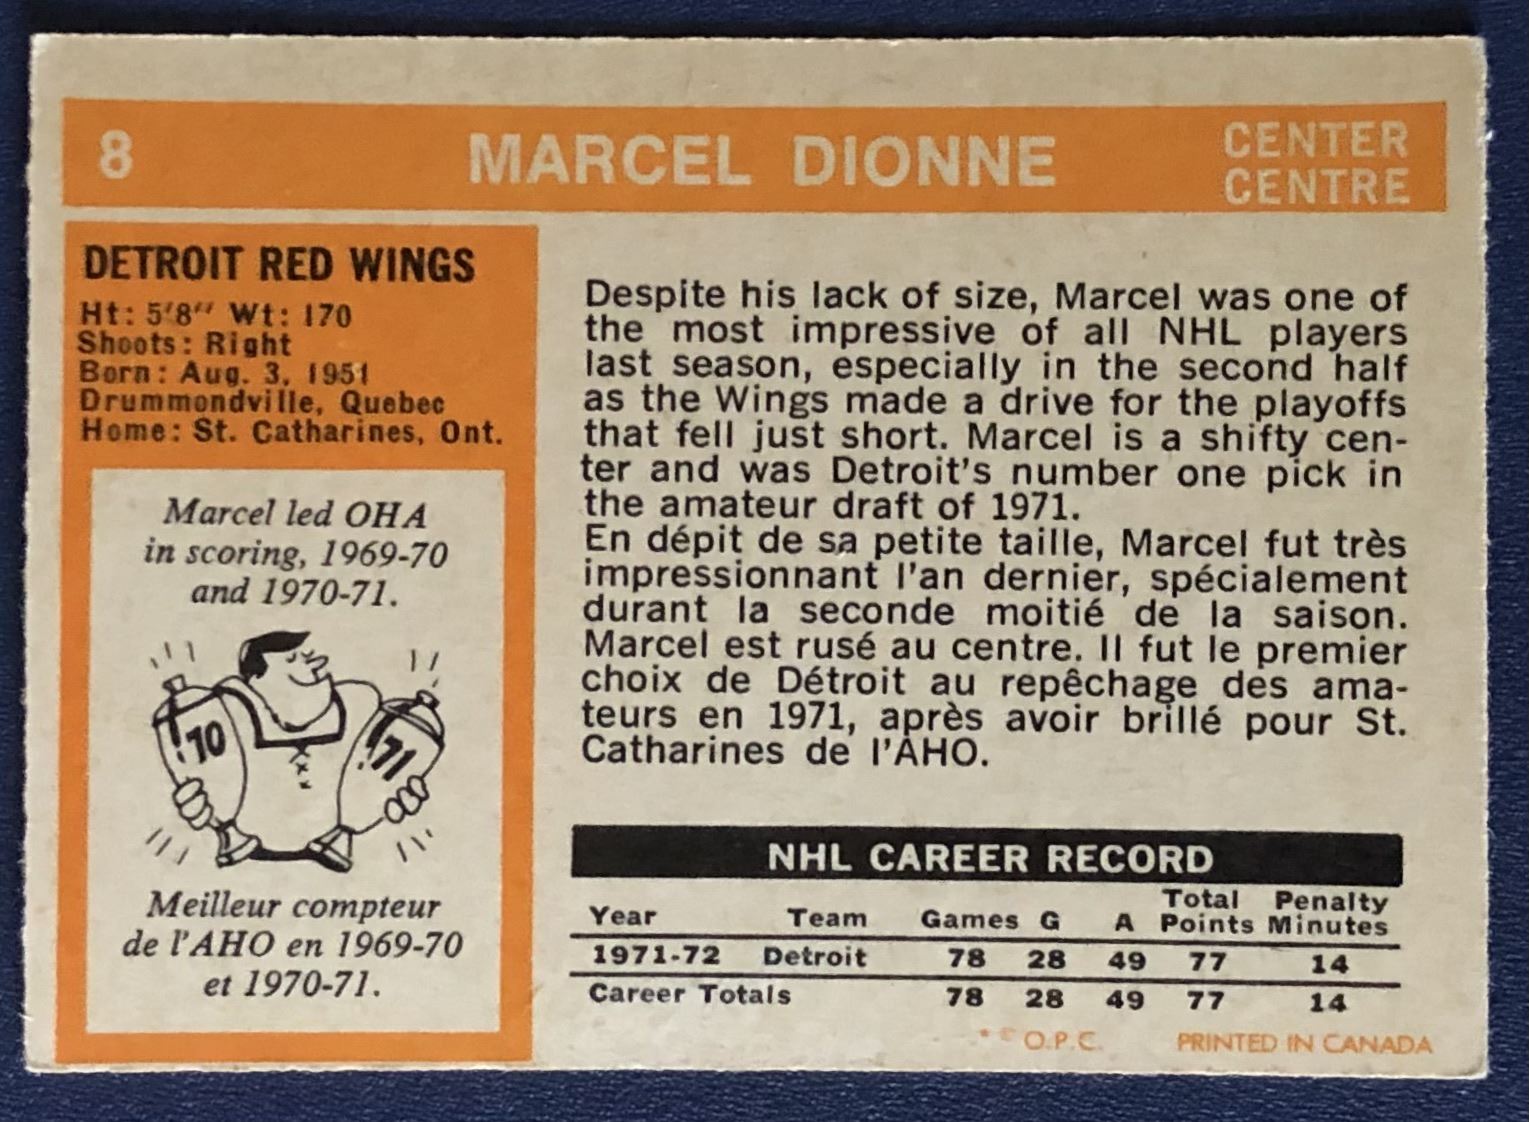 8
MARCEL DIONNE
CENTER
CENTRE
DETROIT RED WINGS
Ht: 5'8" Wt: 170
Shoots: Right
Born: Aug. 3, 1951
Drummondville, Quebec
Home: St. Catharines, Ont.
Marcel led OHA
in scoring, 1969-70
and 1970-71.
'70
'71
Meilleur compteur
de l'AHO en 1969-70
et 1970-71.
Despite his lack of size, Marcel was one of
the most impressive of all NHL players
last season, especially in the second half
as the Wings made a drive for the playoffs
that fell just short. Marcel is a shifty cen-
ter and was Detroit's number one pick in
the amateur draft of 1971.
En dépit de sa petite taille, Marcel fut très
impressionnant l'an dernier, spécialement
durant la seconde moitié de la saison.
Marcel est rusé au centre. Il fut le premier
choix de Détroit au repêchage des ama-
teurs en 1971, après avoir brillé pour St.
Catharines de l'AHO.
NHL CAREER RECORD
Year Team Games G A Total Points Penalty Minutes
1971-72 Detroit 78 28 49 77 14
Career Totals 78 28 49 77 14
* © O.P.C. PRINTED IN CANADA